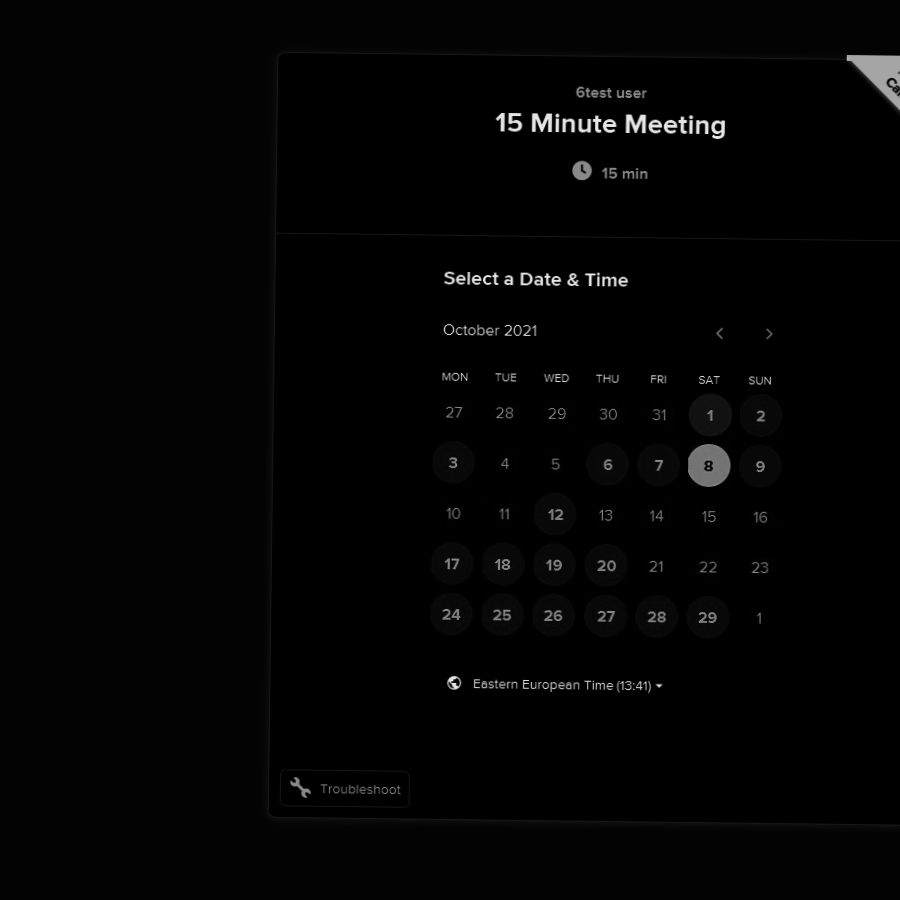 6test user
15 Minute Meeting
15 min
Select a Date & Time
October 2021
MON TUE WED THU FRI SAT SUN
27 28 29 30 31 1 2
3 4 5 6 7 8 9
10 11 12 13 14 15 16
17 18 19 20 21 22 23
24 25 26 27 28 29 1
Eastern European Time (13:41)
Troubleshoot